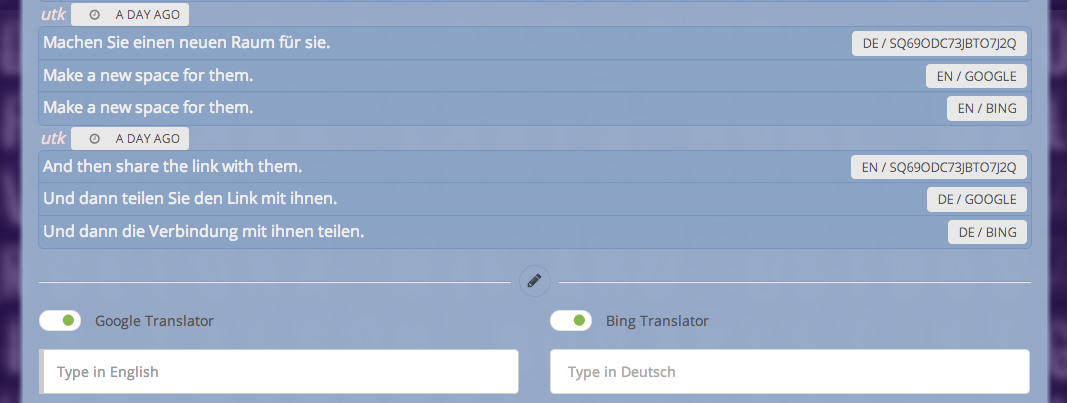 utk A DAY AGO
Machen Sie einen neuen Raum für sie. DE / SQ69ODC73JBTO7J2Q
Make a new space for them. EN / GOOGLE
Make a new space for them. EN / BING
utk A DAY AGO
And then share the link with them. EN / SQ69ODC73JBTO7J2Q
Und dann teilen Sie den Link mit ihnen. DE / GOOGLE
Und dann die Verbindung mit ihnen teilen. DE / BING
Google Translator Bing Translator
Type in English Type in Deutsch